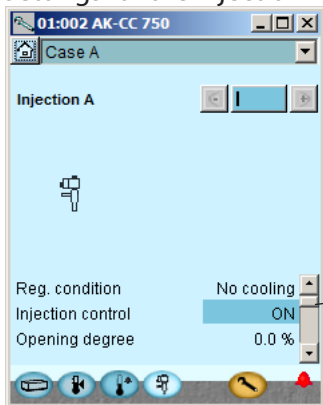 01:002 AK-CC 750
Case A
Injection A
I
Reg. condition No cooling
Injection control ON
Opening degree 0.0 %